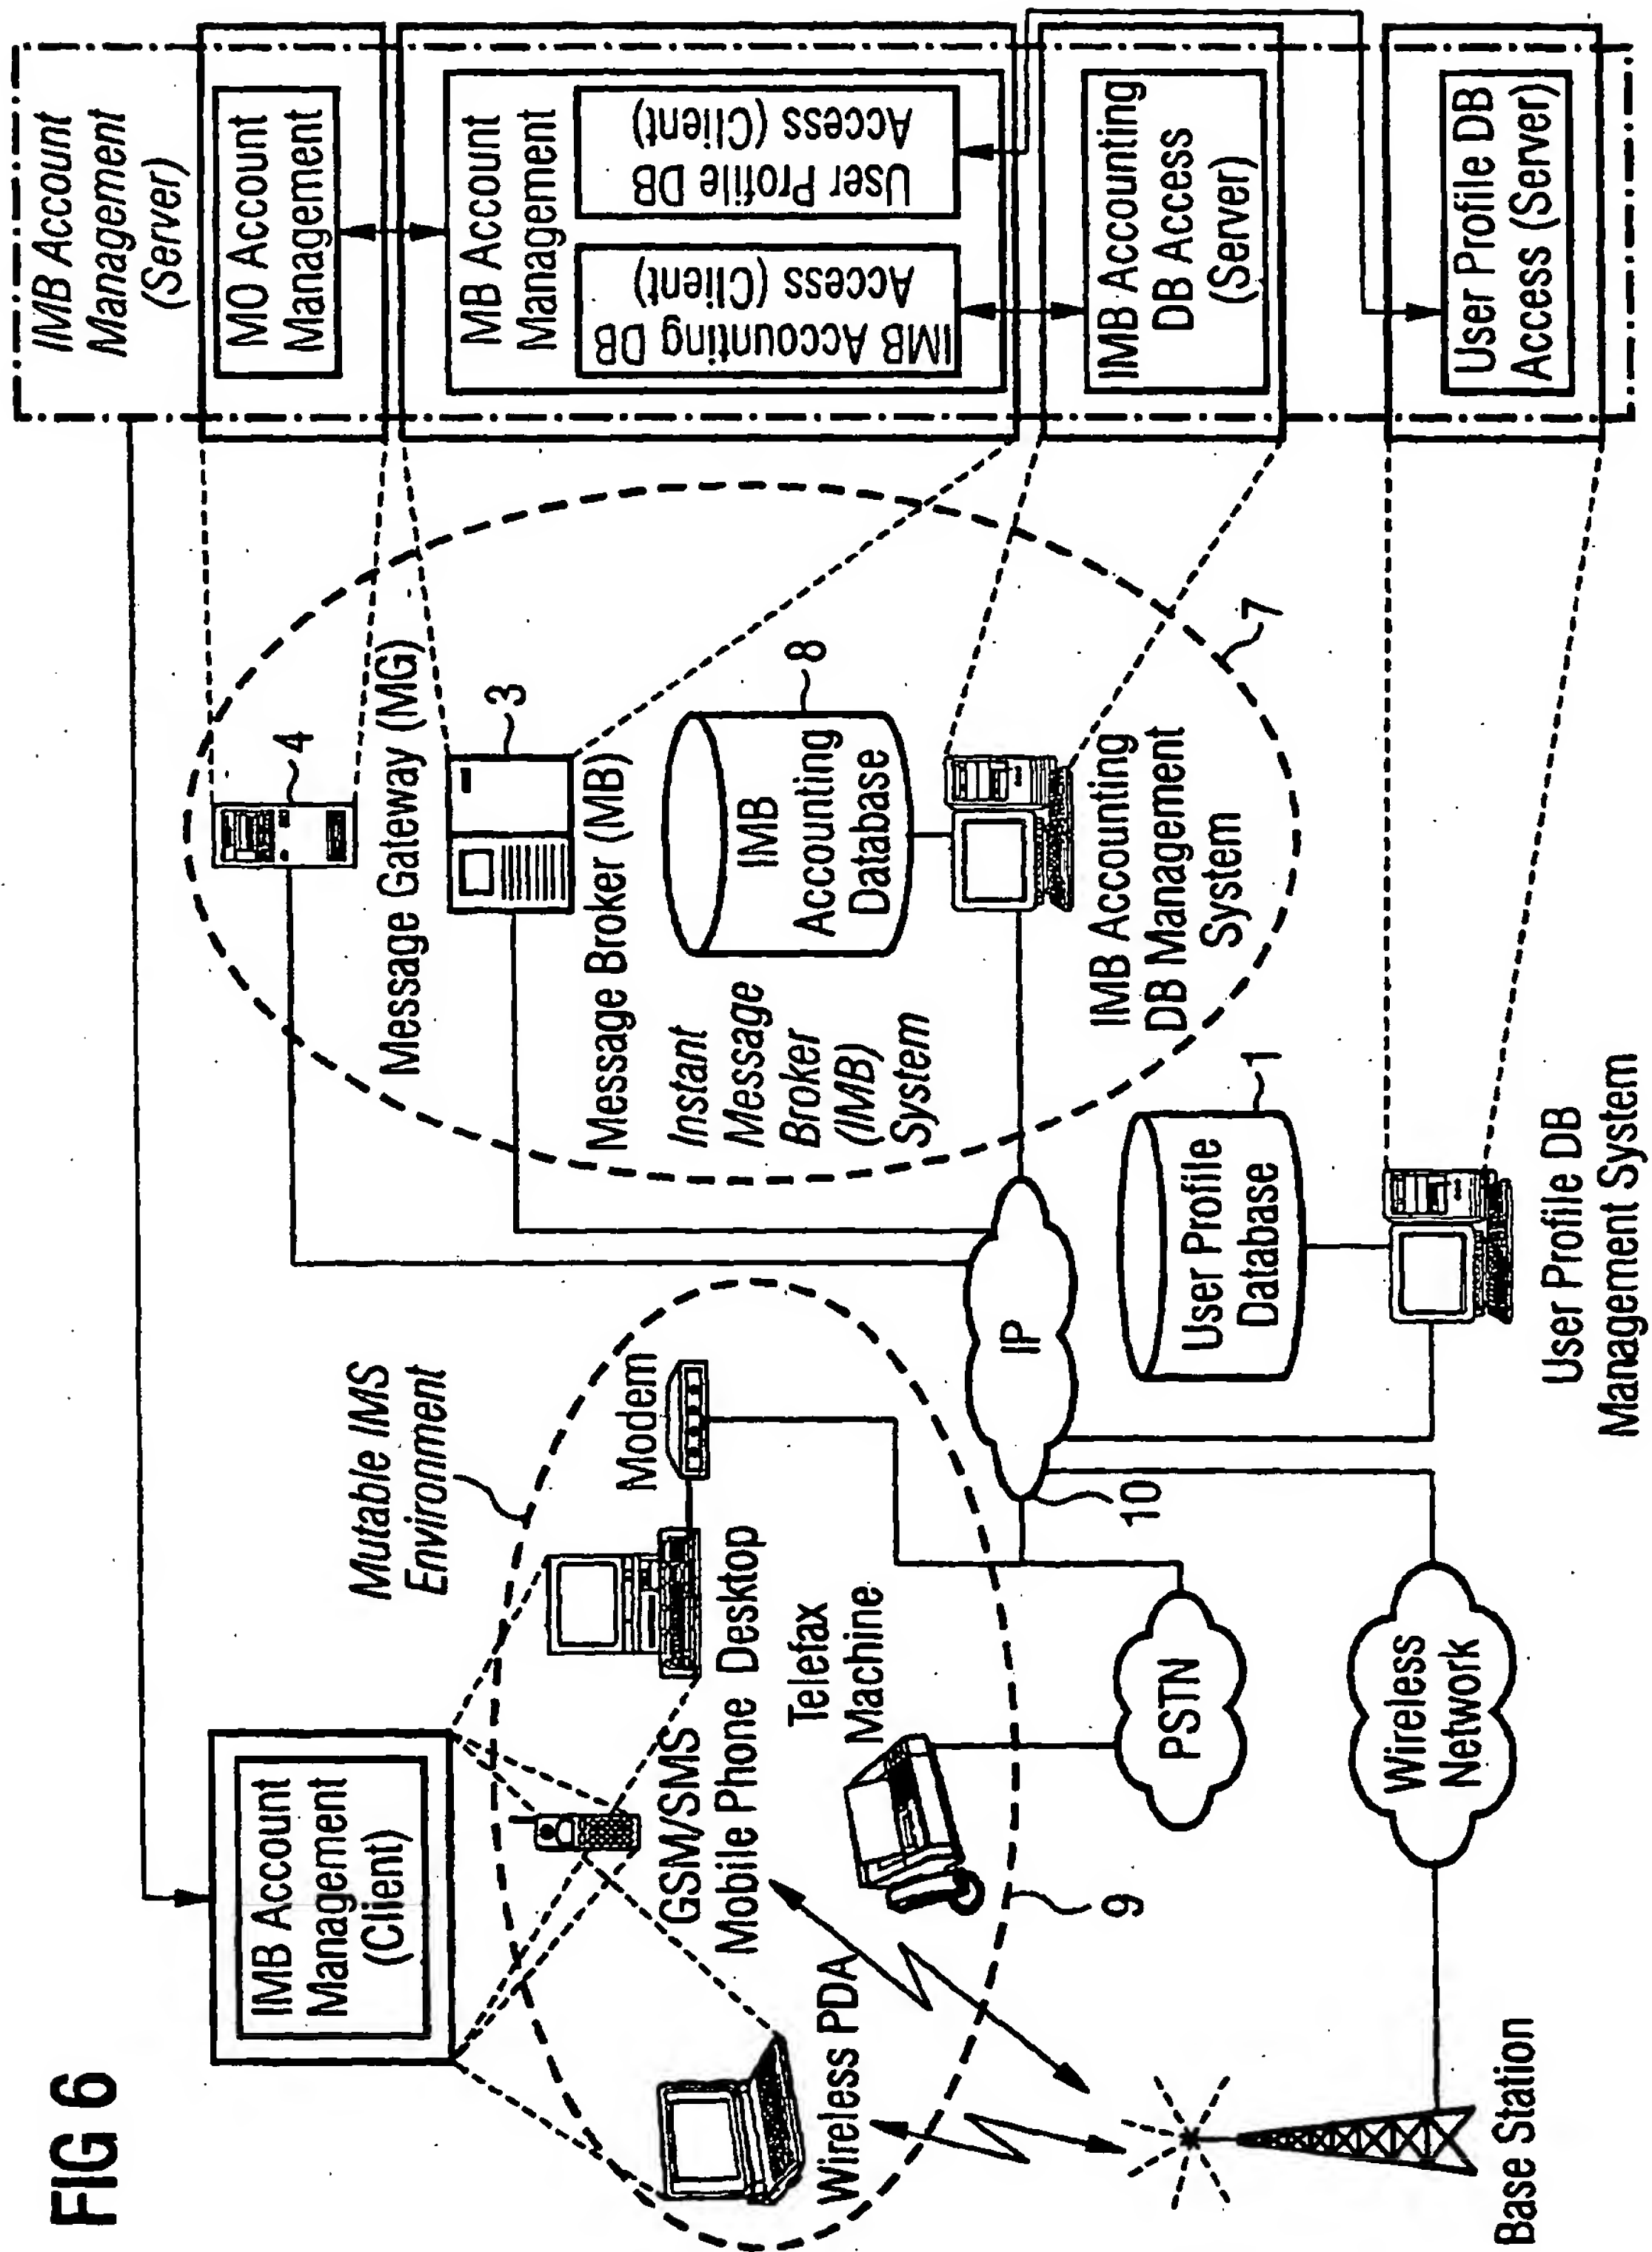 FIG 6
IMB Account
Management
(Client)
IMB Account
Management
(Server)
MO Account
Management
MB Account
Management
IMB Accounting DB
Access (Client)
User Profile DB
Access (Client)
IMB Accounting
DB Access
(Server)
User Profile DB
Access (Server)
Mutable IMS
Environment
Modem
Desktop
GSM/SMS
Mobile Phone
Telefax
Machine
Wireless PDA
9
Base Station
Wireless
Network
PSTN
10
IP
4
Message Gateway (MG)
3
Message Broker (MB)
Instant
Message
Broker
(IMB)
System
IMB
Accounting
Database
8
IMB Accounting
DB Management
System
7
User Profile
Database
1
User Profile DB
Management System